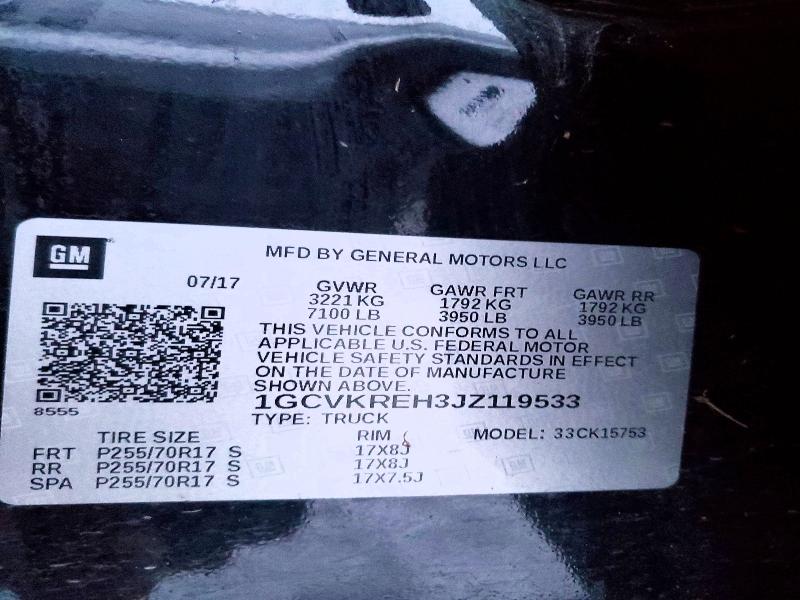 GM
MFD BY GENERAL MOTORS LLC
07/17
GVWR GAWR FRT GAWR RR
3221 KG 1792 KG 1792 KG
7100 LB 3950 LB 3950 LB
THIS VEHICLE CONFORMS TO ALL
APPLICABLE U.S. FEDERAL MOTOR
VEHICLE SAFETY STANDARDS IN EFFECT
ON THE DATE OF MANUFACTURE
SHOWN ABOVE.
8555
1GCVKREH3JZ119533
TYPE: TRUCK
TIRE SIZE RIM MODEL: 33CK15753
FRT P255/70R17 S 17X8J
RR P255/70R17 S 17X8J
SPA P255/70R17 S 17X7.5J